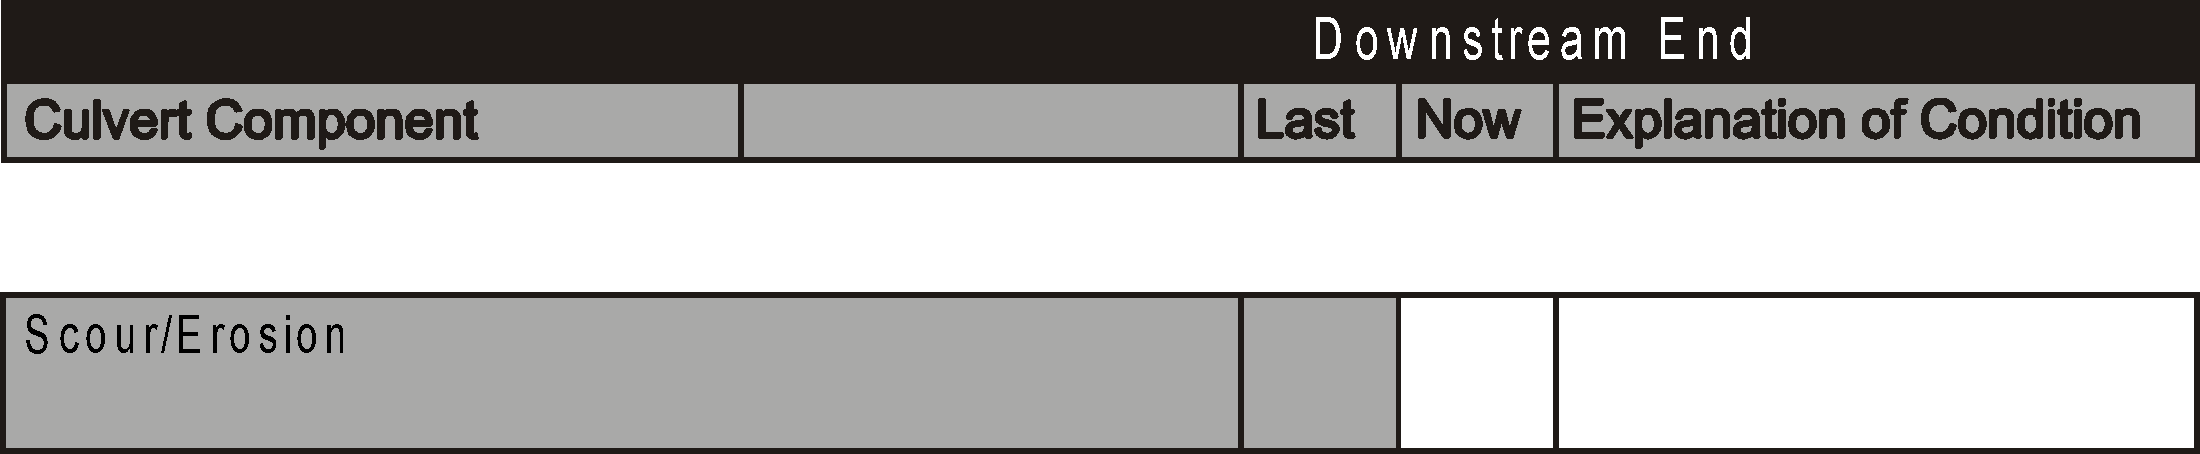 Downstream End
Culvert Component Last Now Explanation of Condition
Scour/Erosion